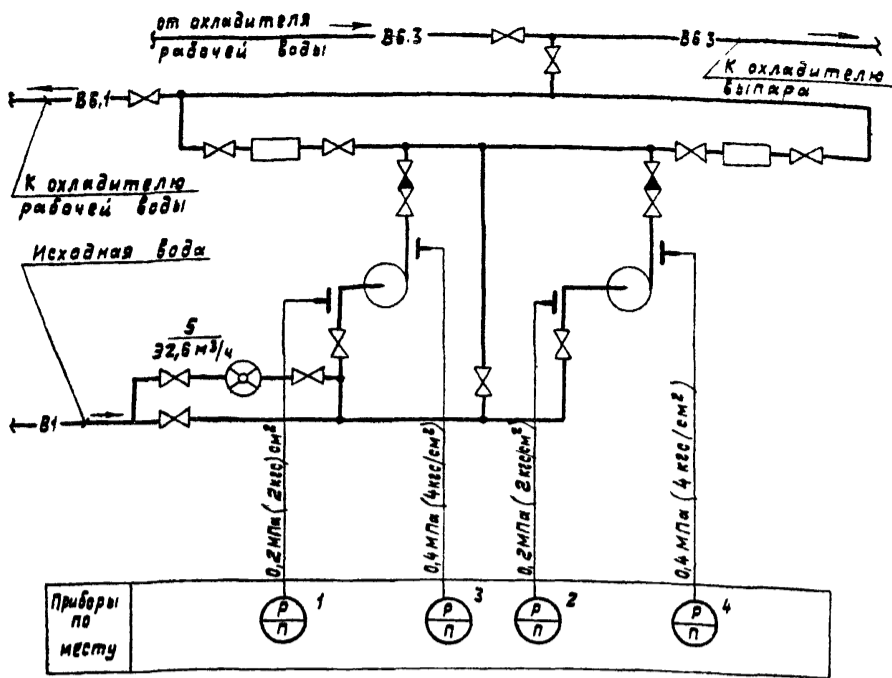 от охладителя
рабочей воды
В6.3
В6.3
К охладителю
выпара
В6.1
К охладителю
рабочей воды
Исходная вода
5
32,6 м³/ч
В1
0,2 МПа (2 кгс) см²
0,4 МПа (4 кгс/см²)
0,2 МПа (2 кгс/см²)
0,4 МПа (4 кгс/см²)
Приборы
по
месту
Р
П
1
Р
П
3
Р
П
2
Р
П
4